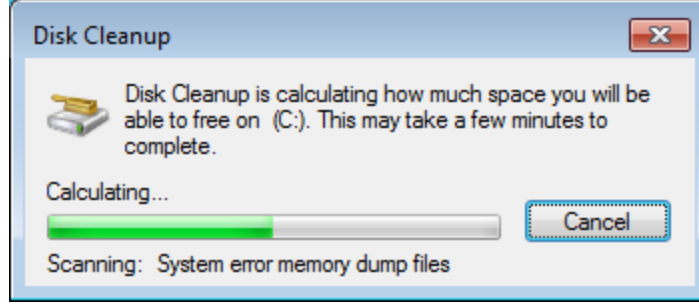 Disk Cleanup
Disk Cleanup is calculating how much space you will be
able to free on  (C:). This may take a few minutes to
complete.
Calculating...
Cancel
Scanning:  System error memory dump files